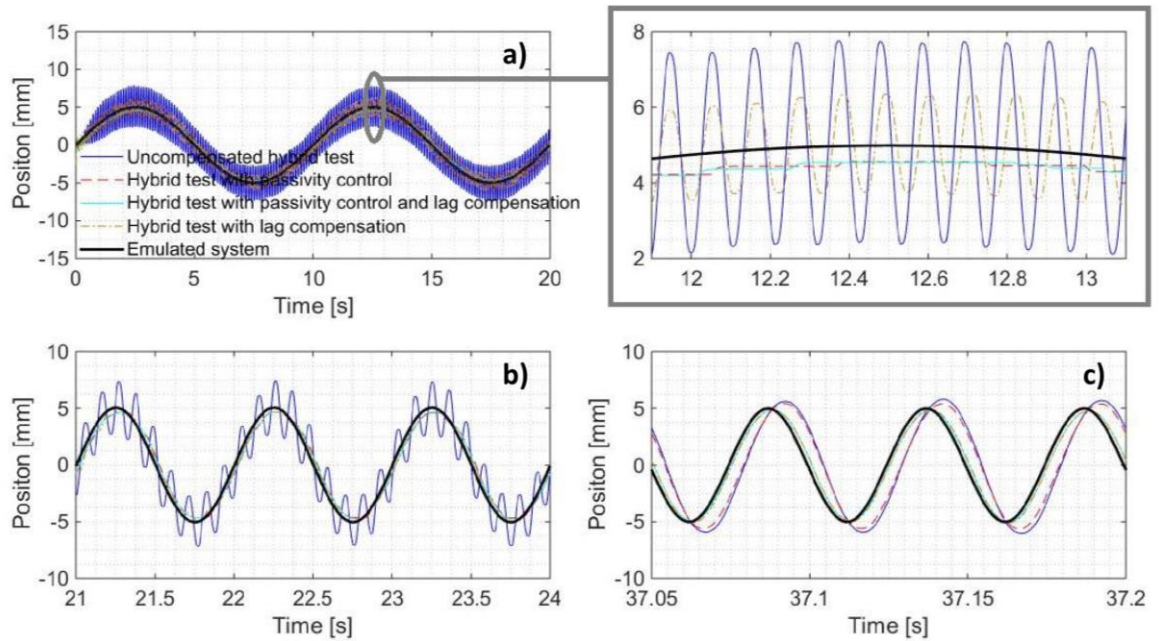 a)
Positon [mm]
15
10
5
0
-5
-10
-15
Uncompensated hybrid test
Hybrid test with passivity control
Hybrid test with passivity control and lag compensation
Hybrid test with lag compensation
Emulated system
0 5 10 15 20
Time [s]
8
6
4
2
12 12.2 12.4 12.6 12.8 13
b)
Positon [mm]
10
5
0
-5
-10
21 21.5 22 22.5 23 23.5 24
Time [s]
c)
Positon [mm]
10
5
0
-5
-10
37.05 37.1 37.15 37.2
Time [s]